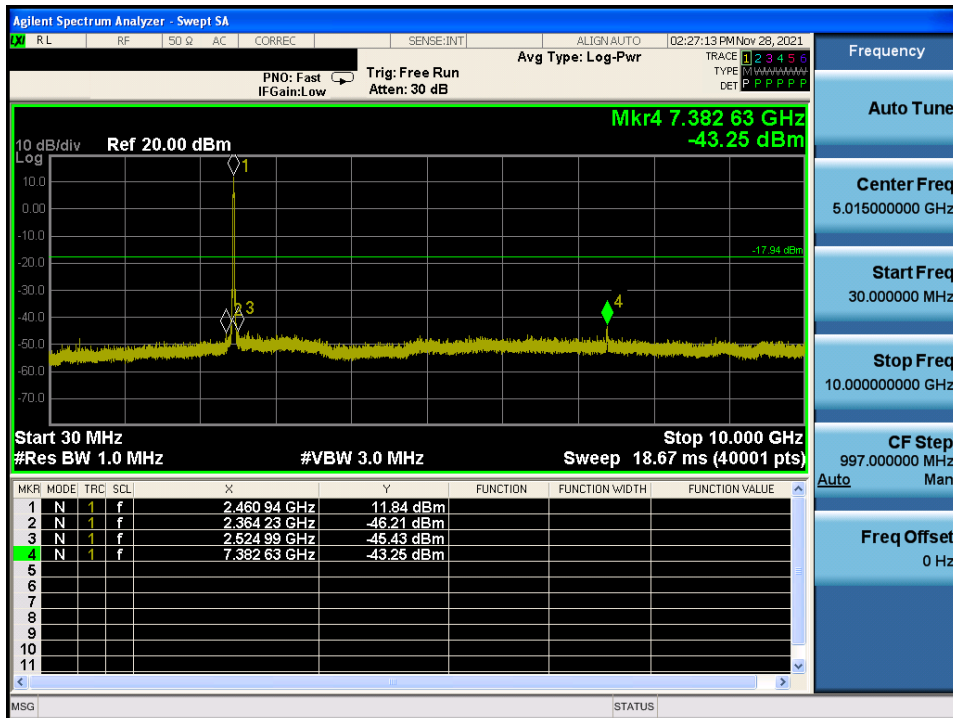 Agilent Spectrum Analyzer - Swept SA
LXI RL RF 50 Ω AC CORREC SENSE:INT ALIGN AUTO 02:27:13 PM Nov 28, 2021
Avg Type: Log-Pwr TRACE 1 2 3 4 5 6
PNO: Fast Trig: Free Run TYPE M WWWWW
IFGain:Low Atten: 30 dB DET P P P P P P
Mkr4 7.382 63 GHz
-43.25 dBm
10 dB/div Ref 20.00 dBm
Log
10.0
0.00
-10.0
-20.0
-30.0
-40.0
-50.0
-60.0
-70.0
1
-17.94 dBm
2 3
4
Start 30 MHz Stop 10.000 GHz
#Res BW 1.0 MHz #VBW 3.0 MHz Sweep 18.67 ms (40001 pts)
MKR MODE TRC SCL X Y FUNCTION FUNCTION WIDTH FUNCTION VALUE
1 N 1 f 2.460 94 GHz 11.84 dBm
2 N 1 f 2.364 23 GHz -46.21 dBm
3 N 1 f 2.524 99 GHz -45.43 dBm
4 N 1 f 7.382 63 GHz -43.25 dBm
5
6
7
8
9
10
11
MSG STATUS
Frequency
Auto Tune
Center Freq
5.015000000 GHz
Start Freq
30.000000 MHz
Stop Freq
10.000000000 GHz
CF Step
997.000000 MHz
Auto Man
Freq Offset
0 Hz